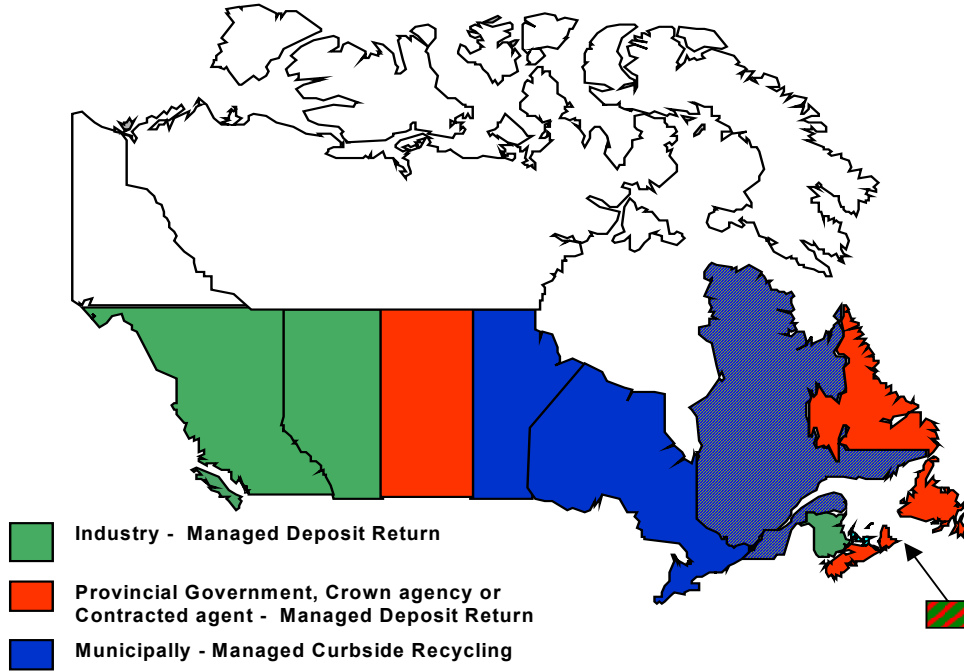 Industry - Managed Deposit Return
Provincial Government, Crown agency or
Contracted agent - Managed Deposit Return
Municipally - Managed Curbside Recycling